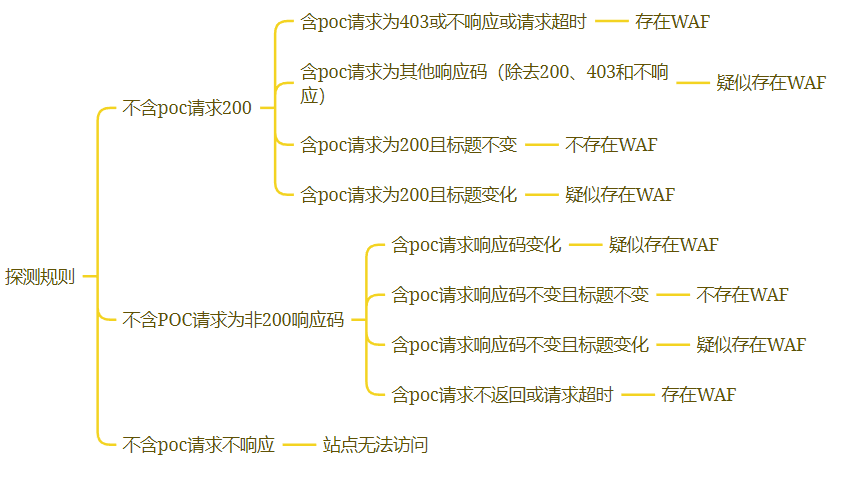 探测规则
不含poc请求200
含poc请求为403或不响应或请求超时
存在WAF
含poc请求为其他响应码（除去200、403和不响
应）
疑似存在WAF
含poc请求为200且标题不变
不存在WAF
含poc请求为200且标题变化
疑似存在WAF
不含POC请求为非200响应码
含poc请求响应码变化
疑似存在WAF
含poc请求响应码不变且标题不变
不存在WAF
含poc请求响应码不变且标题变化
疑似存在WAF
含poc请求不返回或请求超时
存在WAF
不含poc请求不响应
站点无法访问